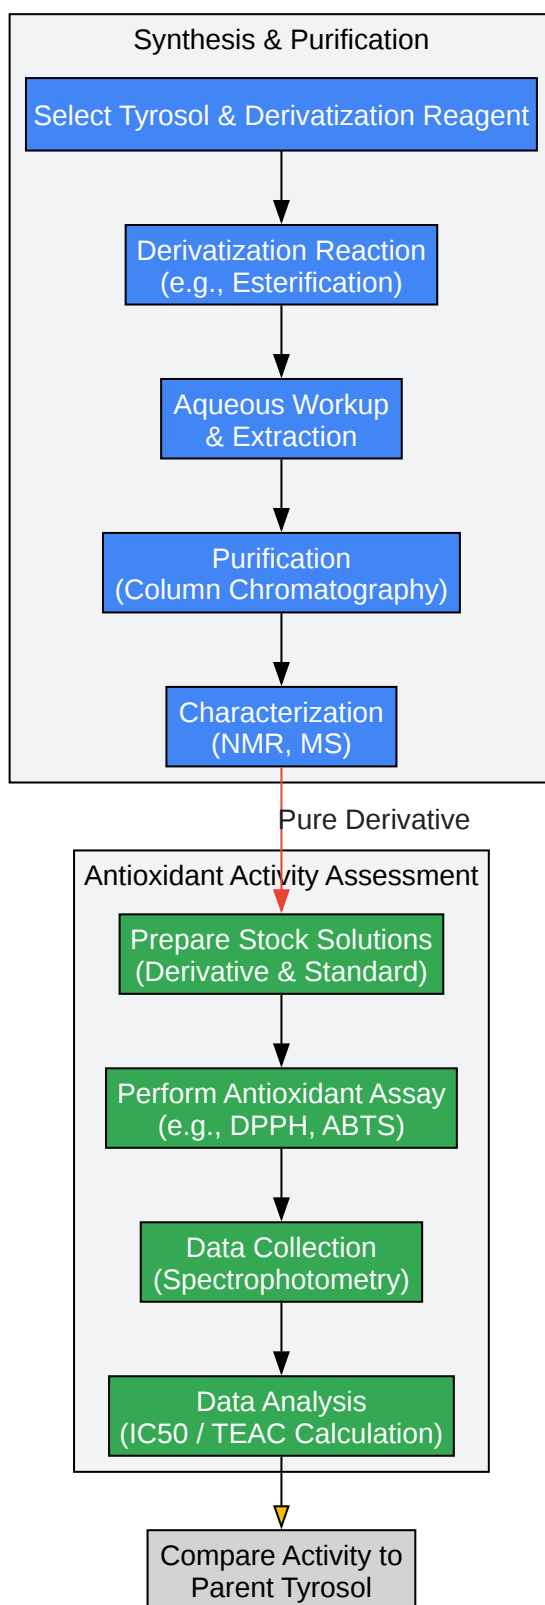 Synthesis & Purification
Select Tyrosol & Derivatization Reagent
Derivatization Reaction
(e.g., Esterification)
Aqueous Workup
& Extraction
Purification
(Column Chromatography)
Characterization
(NMR, MS)
Pure Derivative
Antioxidant Activity Assessment
Prepare Stock Solutions
(Derivative & Standard)
Perform Antioxidant Assay
(e.g., DPPH, ABTS)
Data Collection
(Spectrophotometry)
Data Analysis
(IC50 / TEAC Calculation)
Compare Activity to
Parent Tyrosol